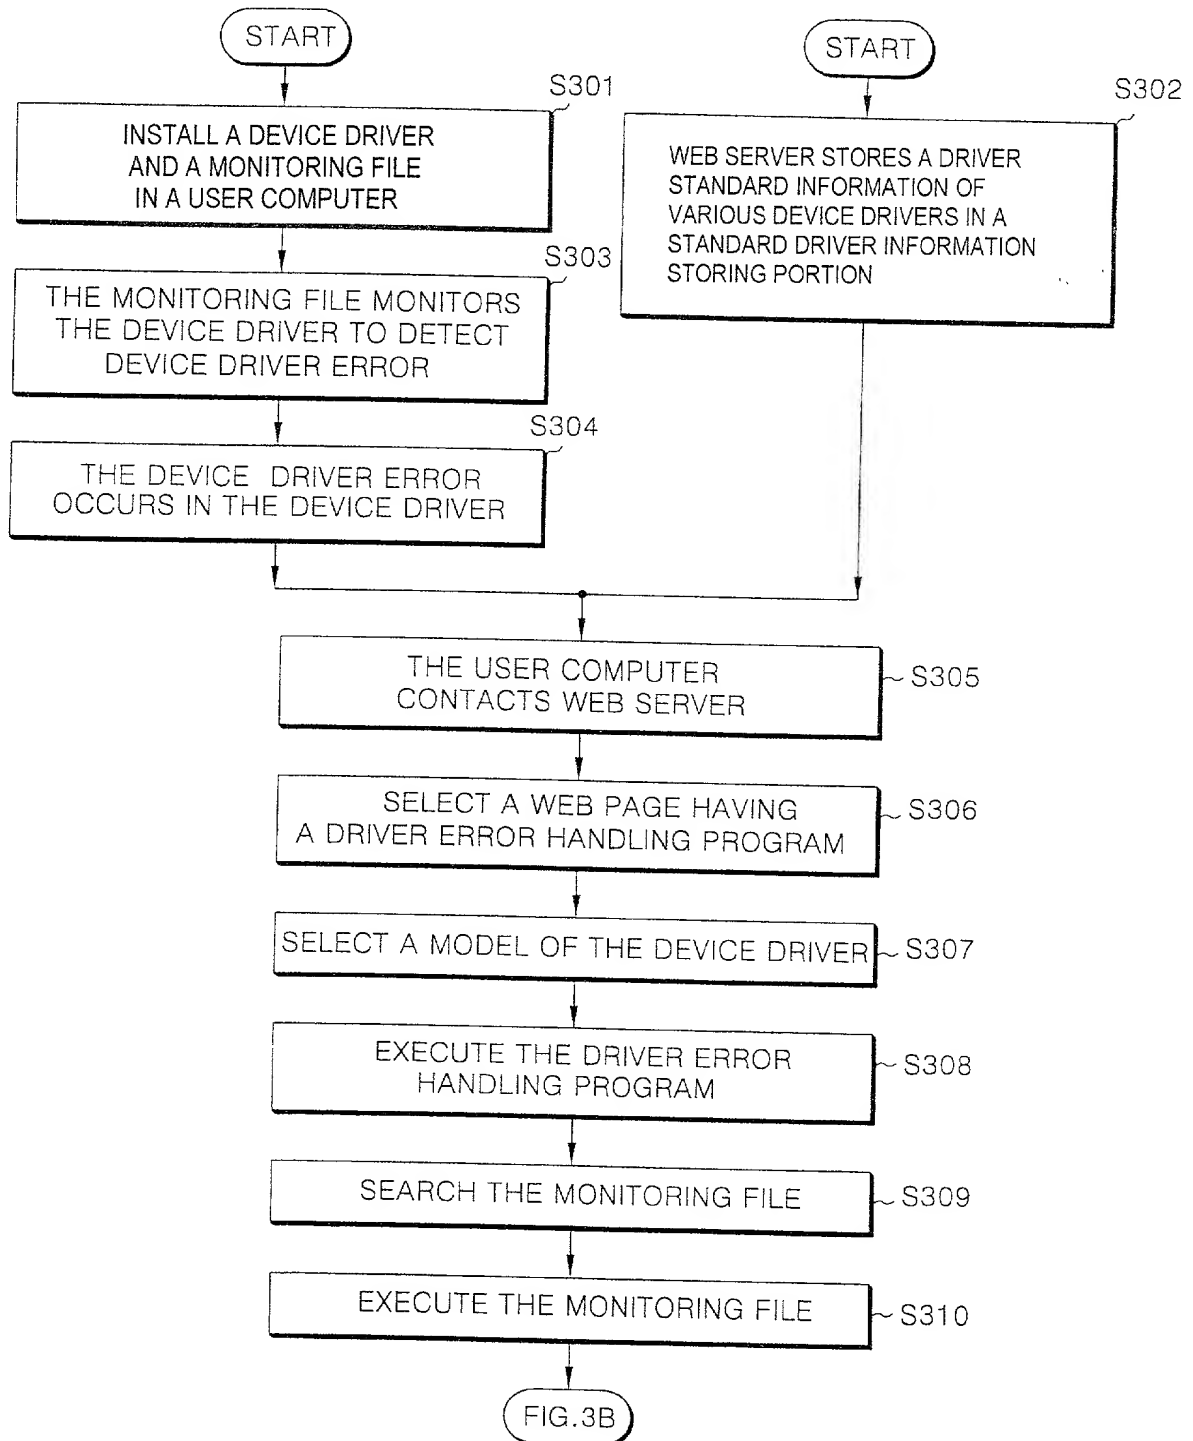 START
S301
INSTALL A DEVICE DRIVER
AND A MONITORING FILE
IN A USER COMPUTER
S303
THE MONITORING FILE MONITORS
THE DEVICE DRIVER TO DETECT
DEVICE DRIVER ERROR
S304
THE DEVICE DRIVER ERROR
OCCURS IN THE DEVICE DRIVER
START
S302
WEB SERVER STORES A DRIVER
STANDARD INFORMATION OF
VARIOUS DEVICE DRIVERS IN A
STANDARD DRIVER INFORMATION
STORING PORTION
THE USER COMPUTER
CONTACTS WEB SERVER
S305
SELECT A WEB PAGE HAVING
A DRIVER ERROR HANDLING PROGRAM
S306
SELECT A MODEL OF THE DEVICE DRIVER
S307
EXECUTE THE DRIVER ERROR
HANDLING PROGRAM
S308
SEARCH THE MONITORING FILE
S309
EXECUTE THE MONITORING FILE
S310
FIG.3B